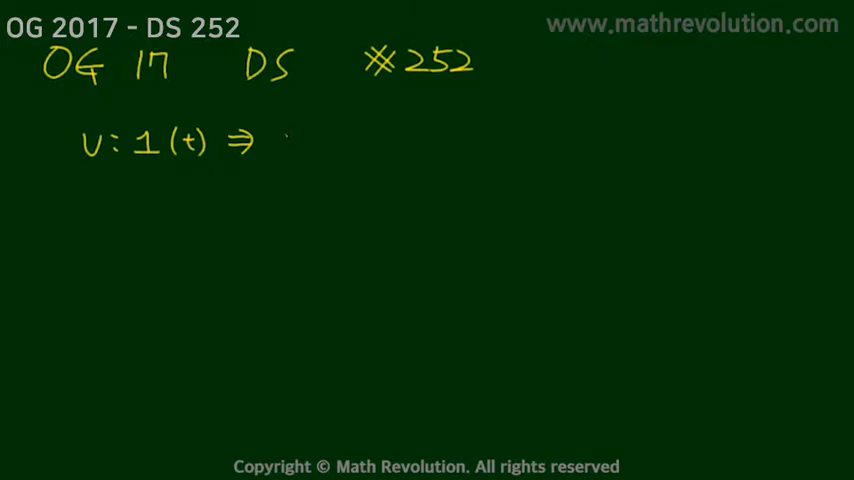 OG 2017 - DS 252
www.mathrevolution.com
OG 17 DS #252
V: 1 (t) ⇒
Copyright © Math Revolution. All rights reserved